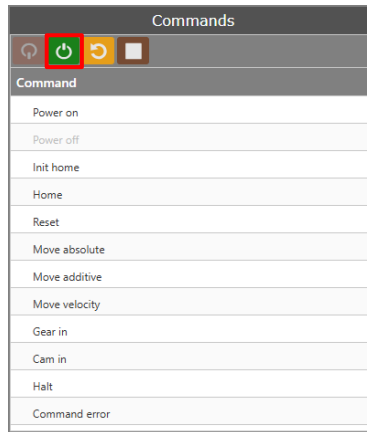 Commands
Command
Power on
Power off
Init home
Home
Reset
Move absolute
Move additive
Move velocity
Gear in
Cam in
Halt
Command error